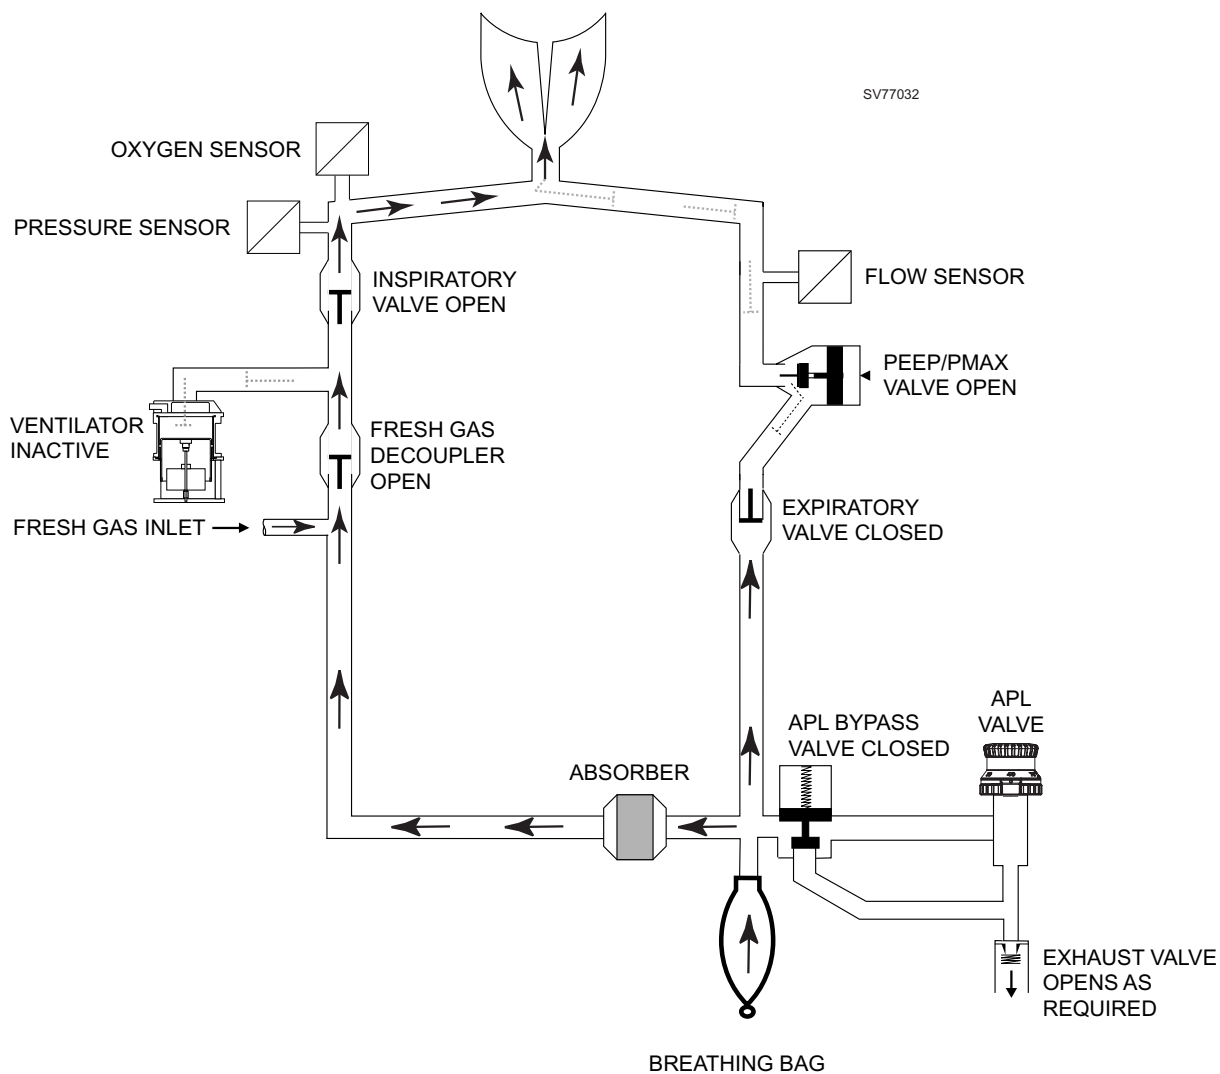 SV77032
OXYGEN SENSOR
PRESSURE SENSOR
INSPIRATORY
VALVE OPEN
FLOW SENSOR
PEEP/PMAX
VALVE OPEN
VENTILATOR
INACTIVE
FRESH GAS
DECOUPLER
OPEN
FRESH GAS INLET
EXPIRATORY
VALVE CLOSED
APL
VALVE
APL BYPASS
VALVE CLOSED
ABSORBER
EXHAUST VALVE
OPENS AS
REQUIRED
BREATHING BAG